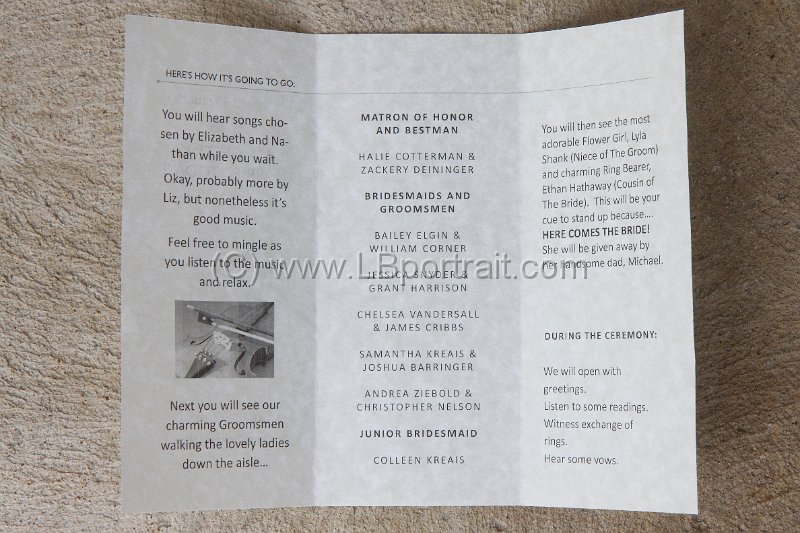 HERE'S HOW IT'S GOING TO GO:
You will hear songs cho-
sen by Elizabeth and Na-
than while you wait.
Okay, probably more by
Liz, but nonetheless it's
good music.
Feel free to mingle as
you listen to the music
and relax.
Next you will see our
charming Groomsmen
walking the lovely ladies
down the aisle...
MATRON OF HONOR
AND BESTMAN
HALIE COTTERMAN &
ZACKERY DEININGER
BRIDESMAIDS AND
GROOMSMEN
BAILEY ELGIN &
WILLIAM CORNER
JESSICA SNYDER &
GRANT HARRISON
CHELSEA VANDERSALL
& JAMES CRIBBS
SAMANTHA KREAIS &
JOSHUA BARRINGER
ANDREA ZIEBOLD &
CHRISTOPHER NELSON
JUNIOR BRIDESMAID
COLLEEN KREAIS
You will then see the most
adorable Flower Girl, Lyla
Shank (Niece of The Groom)
and charming Ring Bearer,
Ethan Hathaway (Cousin of
The Bride). This will be your
cue to stand up because....
HERE COMES THE BRIDE!
She will be given away by
her handsome dad, Michael.
DURING THE CEREMONY:
We will open with
greetings.
Listen to some readings.
Witness exchange of
rings.
Hear some vows.
© www.LBportrait.com